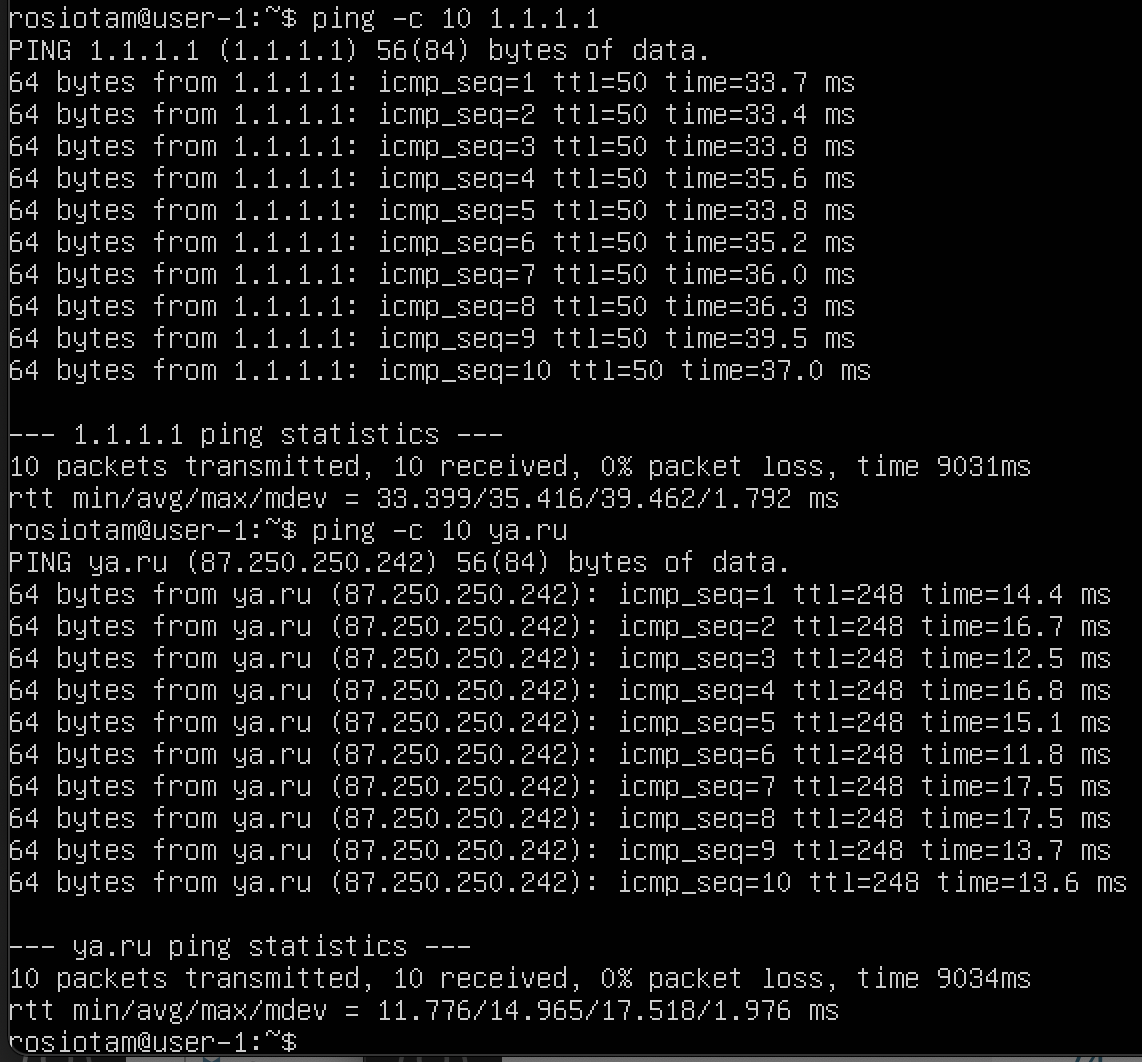 rosiotam@user-1:~$ ping -c 10 1.1.1.1
PING 1.1.1.1 (1.1.1.1) 56(84) bytes of data.
64 bytes from 1.1.1.1: icmp_seq=1 ttl=50 time=33.7 ms
64 bytes from 1.1.1.1: icmp_seq=2 ttl=50 time=33.4 ms
64 bytes from 1.1.1.1: icmp_seq=3 ttl=50 time=33.8 ms
64 bytes from 1.1.1.1: icmp_seq=4 ttl=50 time=35.6 ms
64 bytes from 1.1.1.1: icmp_seq=5 ttl=50 time=33.8 ms
64 bytes from 1.1.1.1: icmp_seq=6 ttl=50 time=35.2 ms
64 bytes from 1.1.1.1: icmp_seq=7 ttl=50 time=36.0 ms
64 bytes from 1.1.1.1: icmp_seq=8 ttl=50 time=36.3 ms
64 bytes from 1.1.1.1: icmp_seq=9 ttl=50 time=39.5 ms
64 bytes from 1.1.1.1: icmp_seq=10 ttl=50 time=37.0 ms
--- 1.1.1.1 ping statistics ---
10 packets transmitted, 10 received, 0% packet loss, time 9031ms
rtt min/avg/max/mdev = 33.399/35.416/39.462/1.792 ms
rosiotam@user-1:~$ ping -c 10 ya.ru
PING ya.ru (87.250.250.242) 56(84) bytes of data.
64 bytes from ya.ru (87.250.250.242): icmp_seq=1 ttl=248 time=14.4 ms
64 bytes from ya.ru (87.250.250.242): icmp_seq=2 ttl=248 time=16.7 ms
64 bytes from ya.ru (87.250.250.242): icmp_seq=3 ttl=248 time=12.5 ms
64 bytes from ya.ru (87.250.250.242): icmp_seq=4 ttl=248 time=16.8 ms
64 bytes from ya.ru (87.250.250.242): icmp_seq=5 ttl=248 time=15.1 ms
64 bytes from ya.ru (87.250.250.242): icmp_seq=6 ttl=248 time=11.8 ms
64 bytes from ya.ru (87.250.250.242): icmp_seq=7 ttl=248 time=17.5 ms
64 bytes from ya.ru (87.250.250.242): icmp_seq=8 ttl=248 time=17.5 ms
64 bytes from ya.ru (87.250.250.242): icmp_seq=9 ttl=248 time=13.7 ms
64 bytes from ya.ru (87.250.250.242): icmp_seq=10 ttl=248 time=13.6 ms
--- ya.ru ping statistics ---
10 packets transmitted, 10 received, 0% packet loss, time 9034ms
rtt min/avg/max/mdev = 11.776/14.965/17.518/1.976 ms
rosiotam@user-1:~$